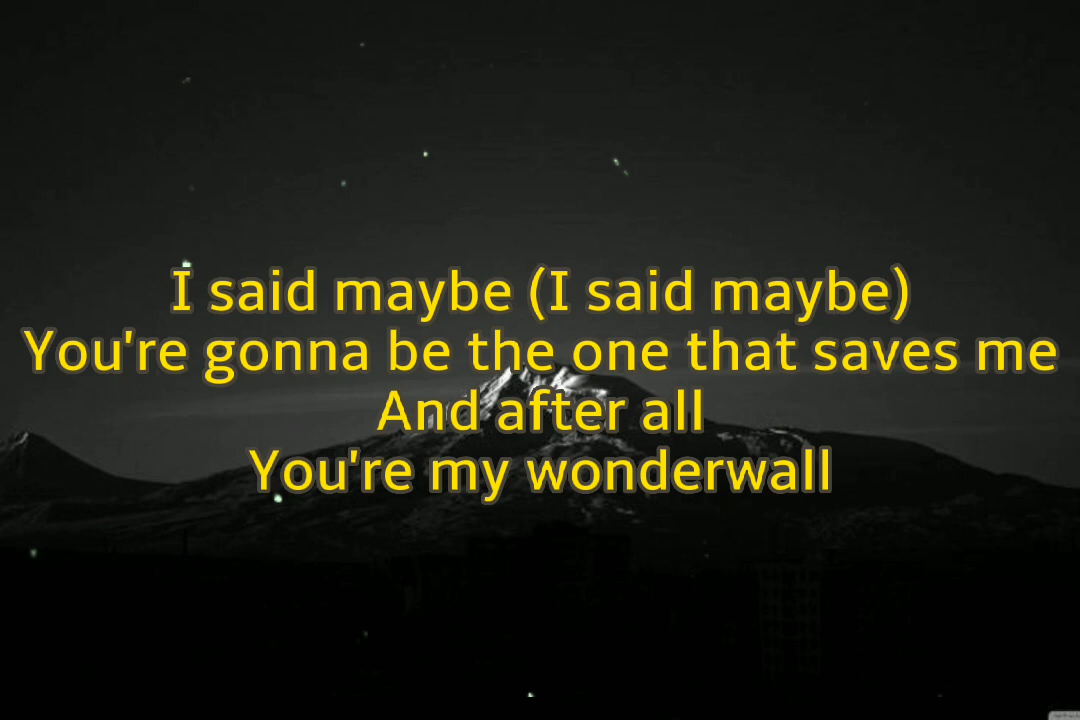 I said maybe (I said maybe)
You're gonna be the one that saves me
And after all
You're my wonderwall